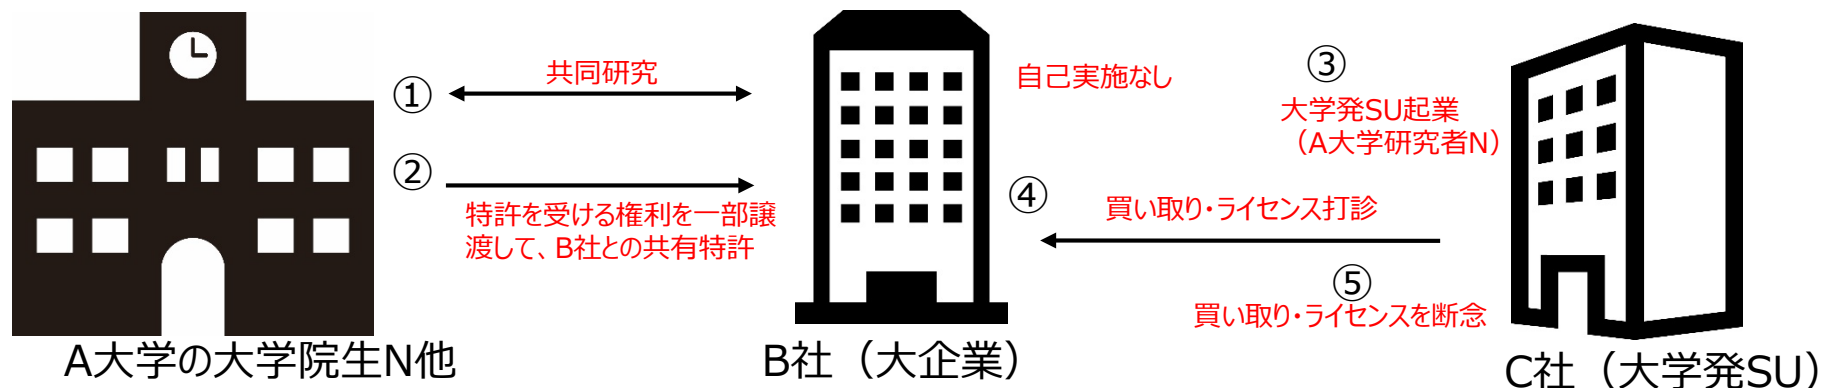 ①
共同研究
②
特許を受ける権利を一部譲
渡して、B社との共有特許
A大学の大学院生N他
自己実施なし
B社（大企業）
③
大学発SU起業
（A大学研究者N）
④
買い取り・ライセンス打診
⑤
買い取り・ライセンスを断念
C社（大学発SU）